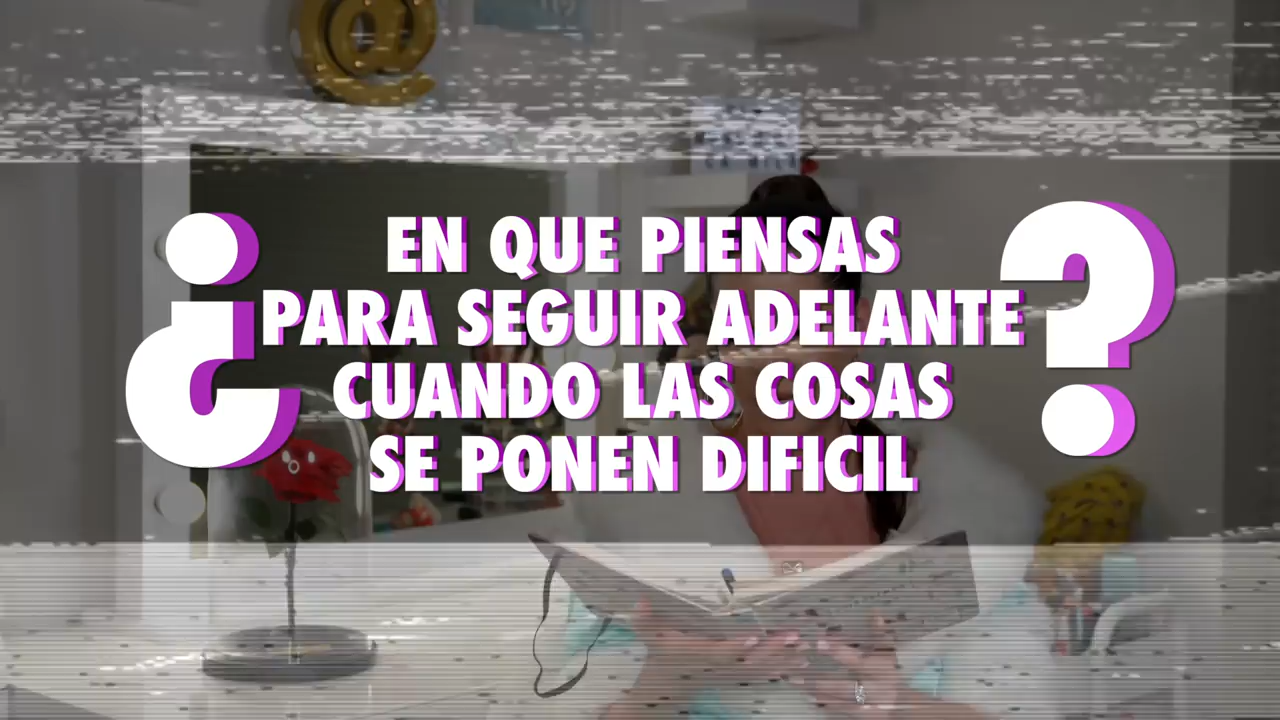 ¿EN QUE PIENSAS
PARA SEGUIR ADELANTE
CUANDO LAS COSAS
SE PONEN DIFICIL?